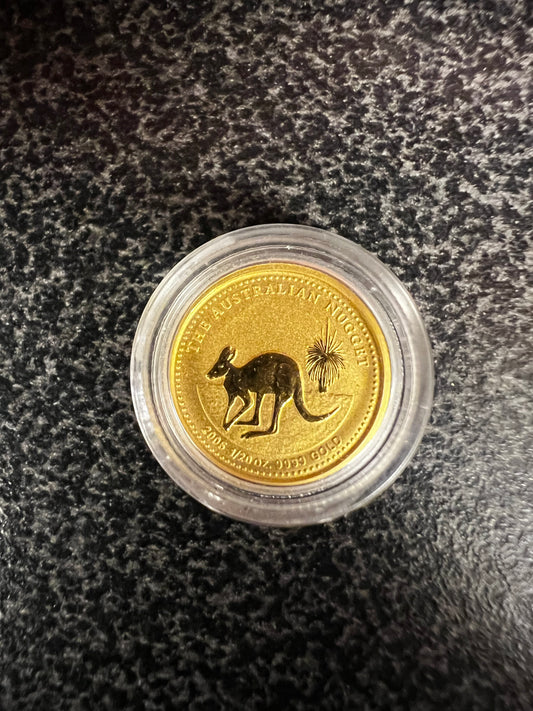 THE AUSTRALIAN NUGGET
2005 1/20 OZ. 9999 GOLD